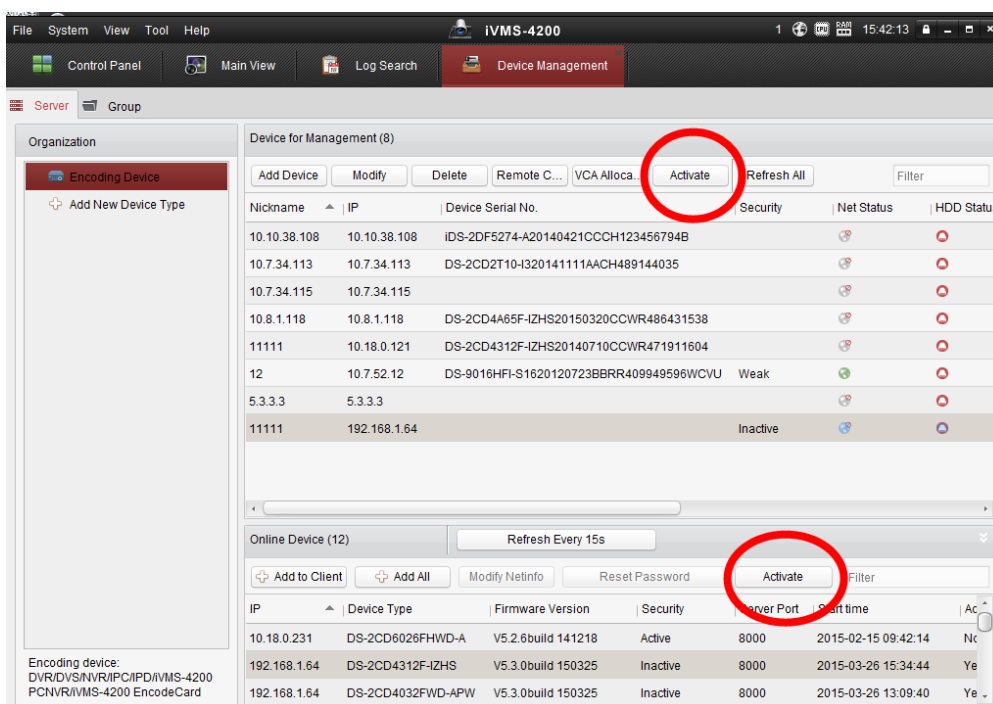 File System View Tool Help iVMS-4200 1 15:42:13
Control Panel Main View Log Search Device Management
Server Group
Organization
Encoding Device
Add New Device Type
Device for Management (8)
Add Device Modify Delete Remote C... VCA Alloca... Activate Refresh All Filter
Nickname IP Device Serial No. Security Net Status HDD Statu
10.10.38.108 10.10.38.108 iDS-2DF5274-A20140421CCCH123456794B
10.7.34.113 10.7.34.113 DS-2CD2T10-I320141111AACH489144035
10.7.34.115 10.7.34.115
10.8.1.118 10.8.1.118 DS-2CD4A65F-IZHS20150320CCWR486431538
11111 10.18.0.121 DS-2CD4312F-IZHS20140710CCWR471911604
12 10.7.52.12 DS-9016HFI-S1620120723BBRR409949596WCVU Weak
5.3.3.3 5.3.3.3
11111 192.168.1.64 Inactive
Online Device (12) Refresh Every 15s
Add to Client Add All Modify Netinfo Reset Password Activate Filter
IP Device Type Firmware Version Security Server Port Start time
10.18.0.231 DS-2CD6026FHWD-A V5.2.6build 141218 Active 8000 2015-02-15 09:42:14
192.168.1.64 DS-2CD4312F-IZHS V5.3.0build 150325 Inactive 8000 2015-03-26 15:34:44 Ye
192.168.1.64 DS-2CD4032FWD-APW V5.3.0build 150325 Inactive 8000 2015-03-26 13:09:40 Ye
Encoding device:
DVR/DVS/NVR/IPC/IPD/iVMS-4200
PCNVR/iVMS-4200 EncodeCard